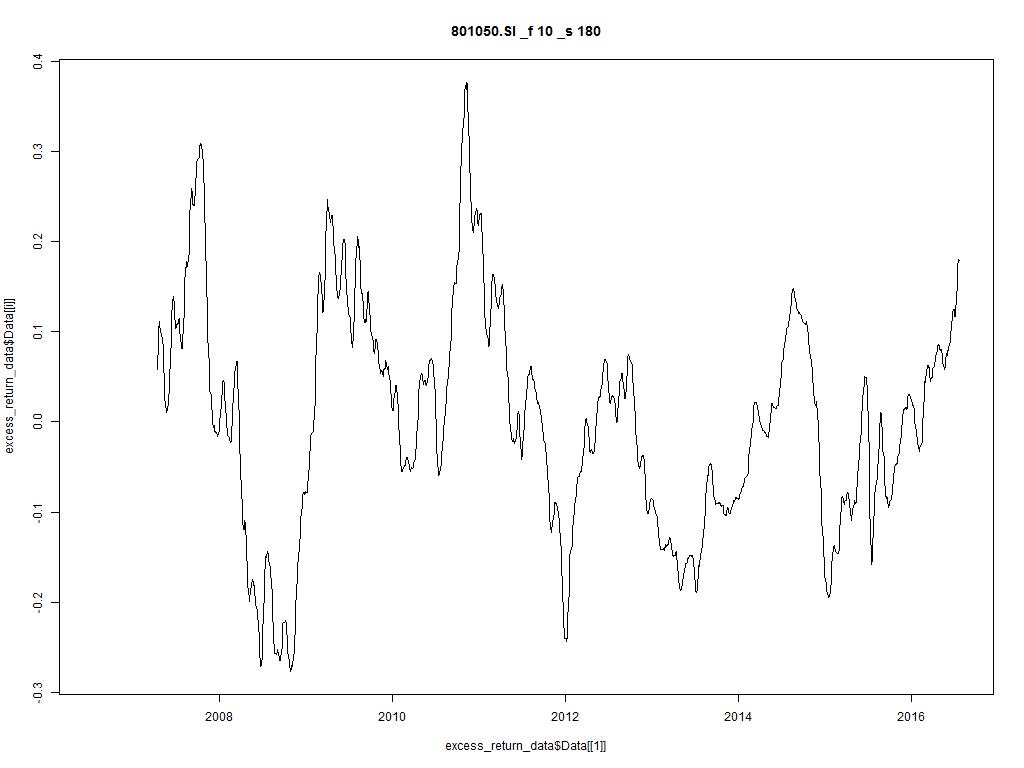 801050.SI _f 10 _s 180
excess_return_data$Data[[i]]
0.4
0.3
0.2
0.1
0.0
-0.1
-0.2
-0.3
2008 2010 2012 2014 2016
excess_return_data$Data[[1]]